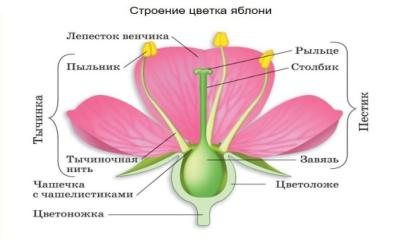 Строение цветка яблони
Лепесток венчика
Пыльник
Рыльце
Столбик
Тычинка
Пестик
Тычиночная
нить
Завязь
Чашечка
с чашелистиками
Цветоложе
Цветоножка